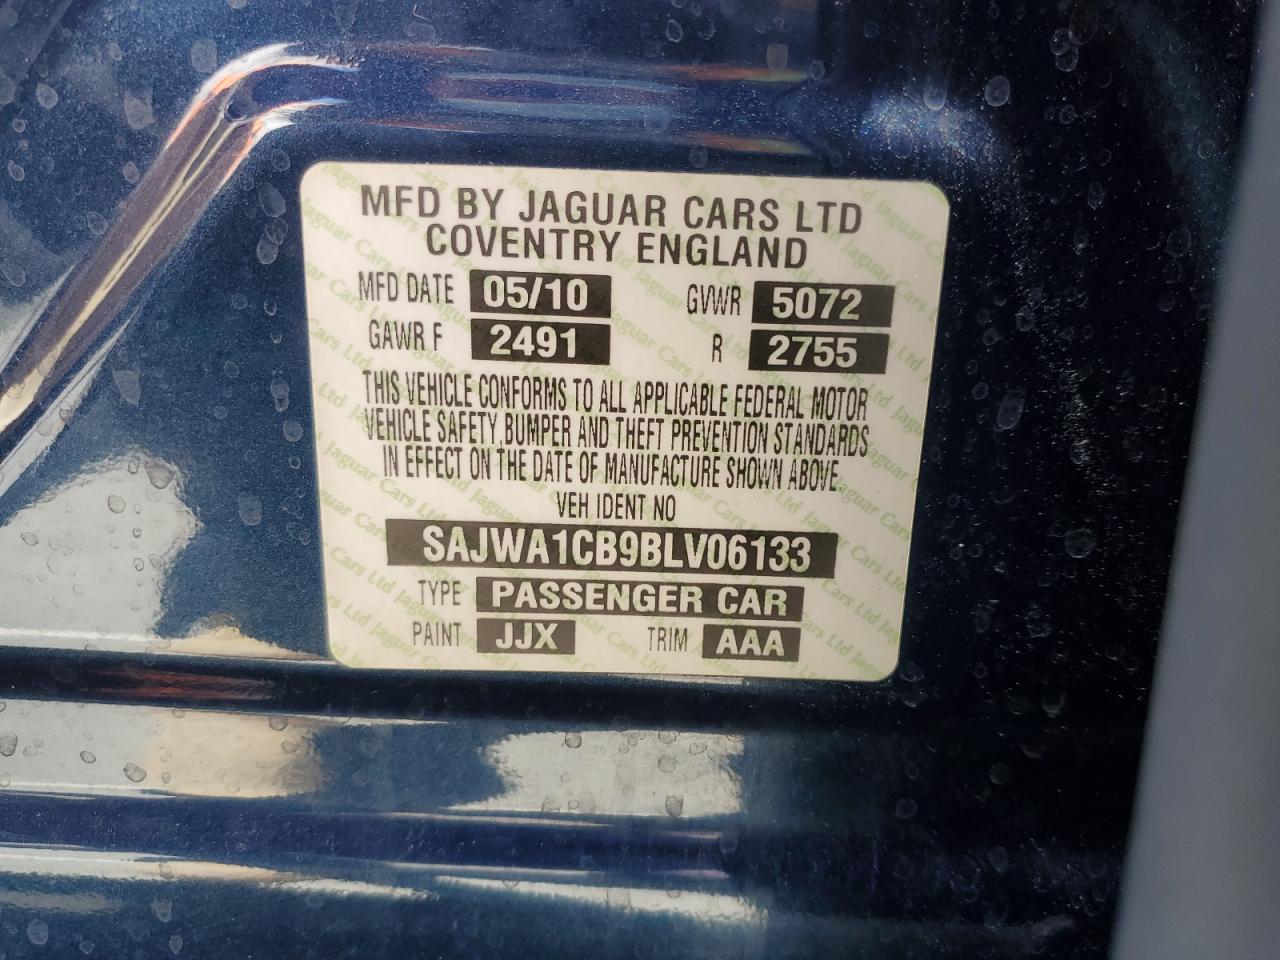 MFD BY JAGUAR CARS LTD
COVENTRY ENGLAND
MFD DATE 05/10 GVWR 5072
GAWR F 2491 R 2755
THIS VEHICLE CONFORMS TO ALL APPLICABLE FEDERAL MOTOR
VEHICLE SAFETY, BUMPER AND THEFT PREVENTION STANDARDS
IN EFFECT ON THE DATE OF MANUFACTURE SHOWN ABOVE.
VEH IDENT NO
SAJWA1CB9BLV06133
TYPE PASSENGER CAR
PAINT JJX TRIM AAA